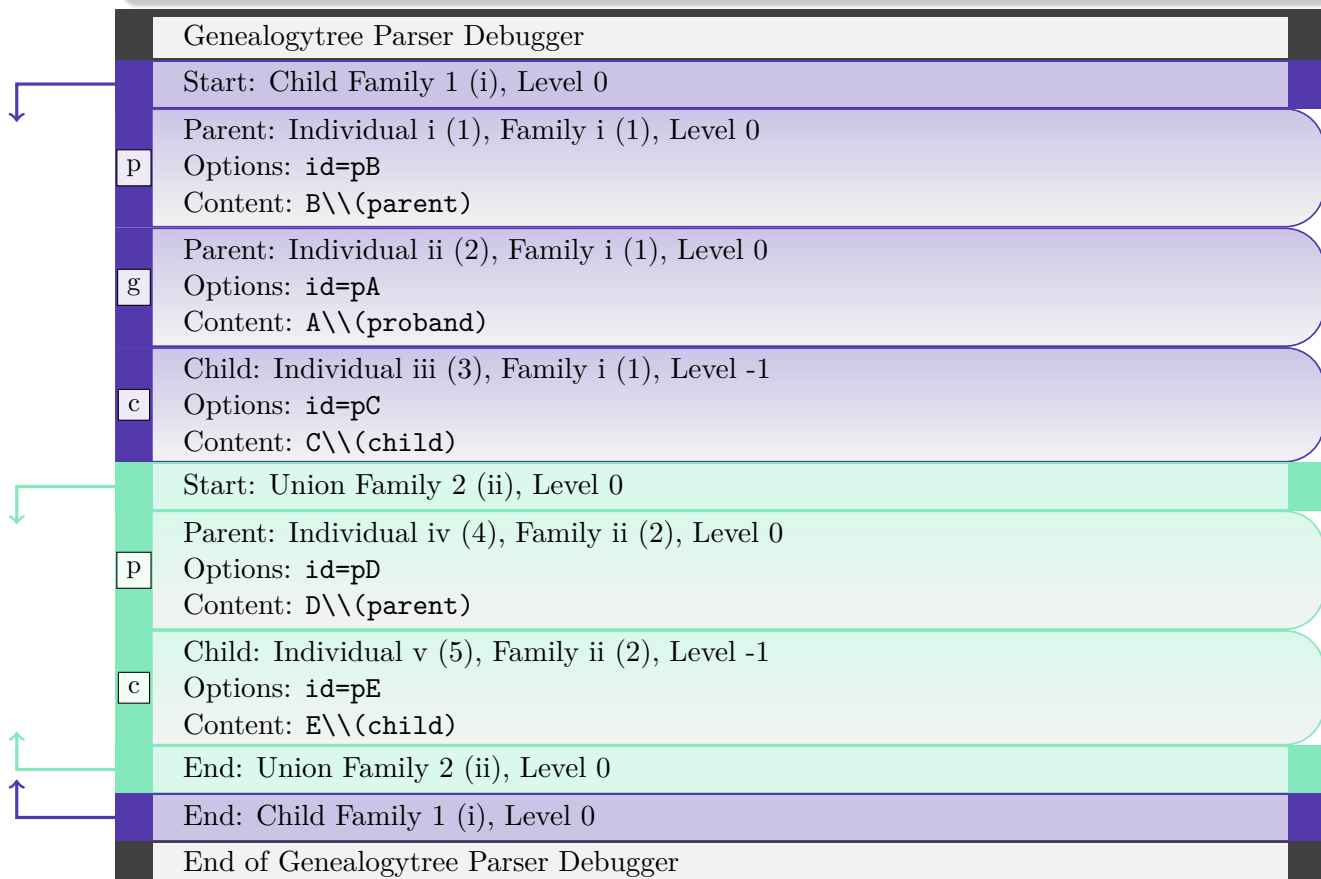 Genealogytree Parser Debugger
Start: Child Family 1 (i), Level 0
Parent: Individual i (1), Family i (1), Level 0
p
Options: id=pB
Content: B\\(parent)
Parent: Individual ii (2), Family i (1), Level 0
g
Options: id=pA
Content: A\\(proband)
Child: Individual iii (3), Family i (1), Level -1
c
Options: id=pC
Content: C\\(child)
Start: Union Family 2 (ii), Level 0
Parent: Individual iv (4), Family ii (2), Level 0
p
Options: id=pD
Content: D\\(parent)
Child: Individual v (5), Family ii (2), Level -1
c
Options: id=pE
Content: E\\(child)
End: Union Family 2 (ii), Level 0
End: Child Family 1 (i), Level 0
End of Genealogytree Parser Debugger